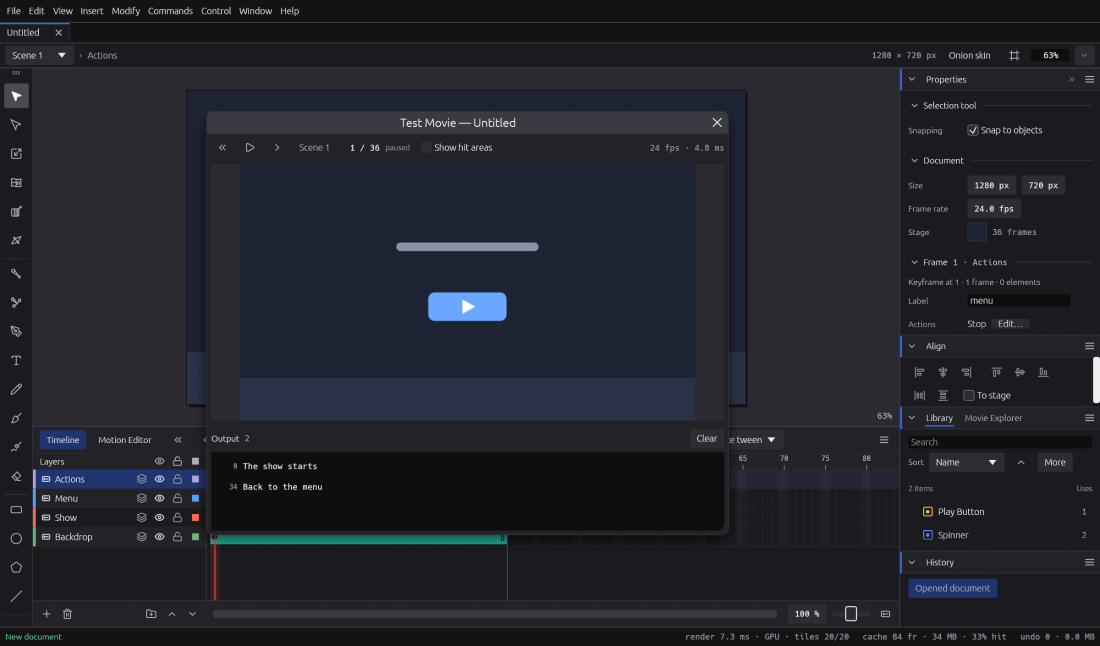 File Edit View Insert Modify Commands Control Window Help
Untitled
Scene 1 › Actions 1280 × 720 px Onion skin 63%
Test Movie — Untitled
Scene 1 1 / 36 paused Show hit areas 24 fps · 4.8 ms
Output 2 Clear
0 The show starts
34 Back to the menu
63%
Properties
Selection tool
Snapping Snap to objects
Document
Size 1280 px 720 px
Frame rate 24.0 fps
Stage 36 frames
Frame 1 · Actions
Keyframe at 1 · 1 frame · 0 elements
Label menu
Actions Stop Edit...
Align
To stage
Library Movie Explorer
Search
Sort Name More
2 Items Uses
Play Button 1
Spinner 2
History
Opened document
Timeline Motion Editor tween
Layers 65 70 75 80
Actions
Menu
Show
Backdrop
100 %
New document render 7.3 ms · GPU · tiles 20/20 cache 84 fr · 34 MB · 33% hit undo 0 · 0.0 MB